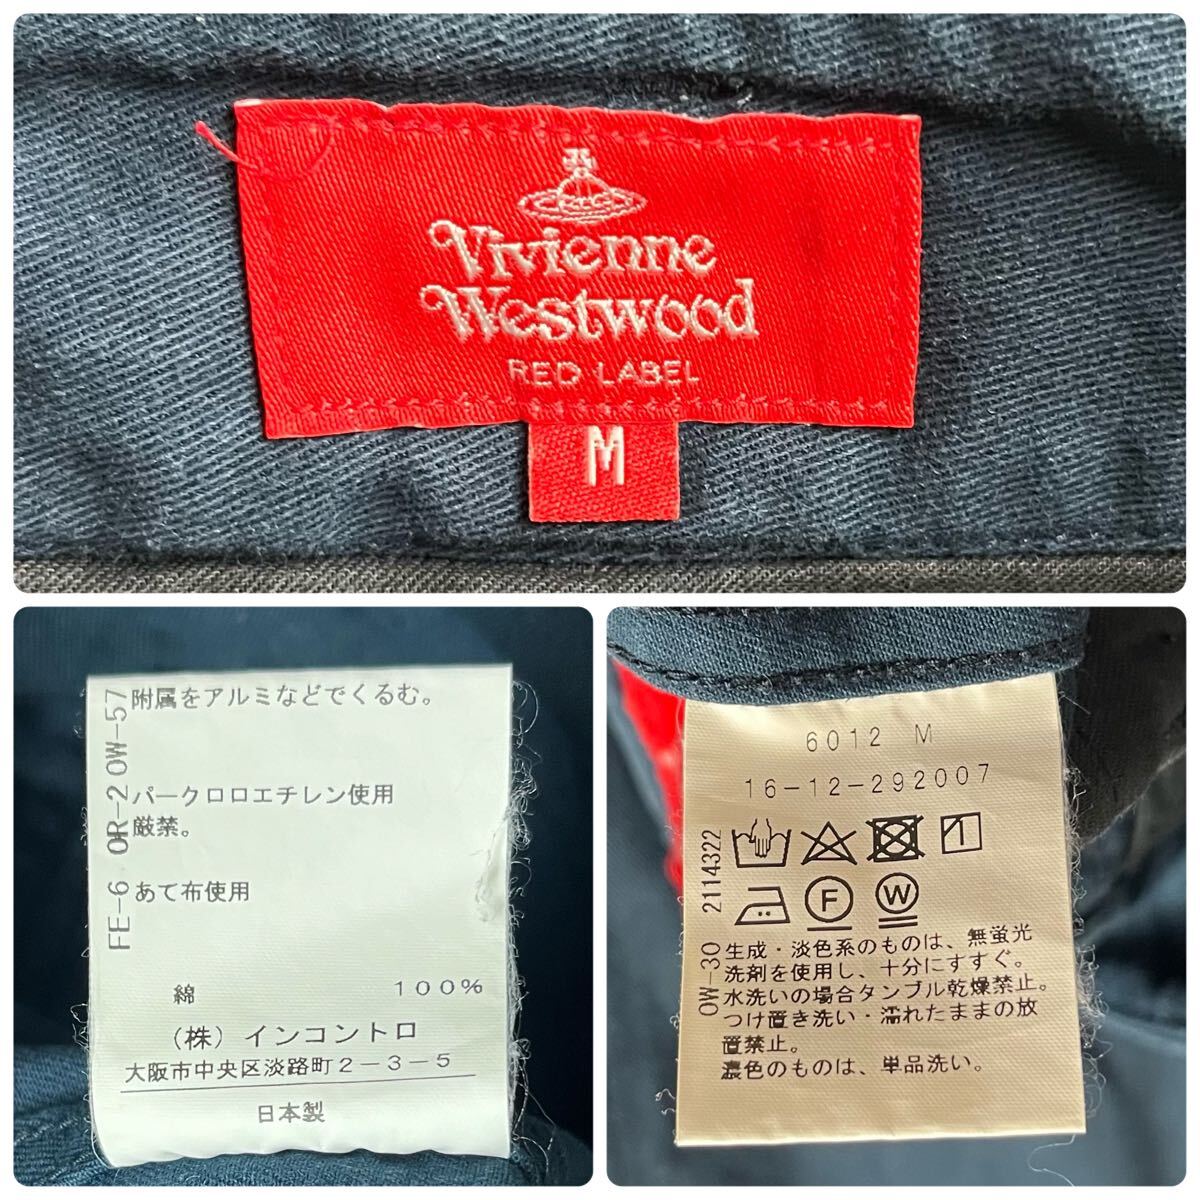 Vivienne
Westwood
RED LABEL
M
附属をアルミなどでくるむ。
パークロロエチレン使用
厳禁。
あて布使用
FE-6 OR-2 OW-57
綿 100%
(株)インコントロ
大阪市中央区淡路町2-3-5
日本製
6012 M
16-12-292007
F
W
OW-30 2114322
生成・淡色系のものは、無蛍光
洗剤を使用し、十分にすすぐ。
水洗いの場合タンブル乾燥禁止。
つけ置き洗い・濡れたままの放
置禁止。
濃色のものは、単品洗い。